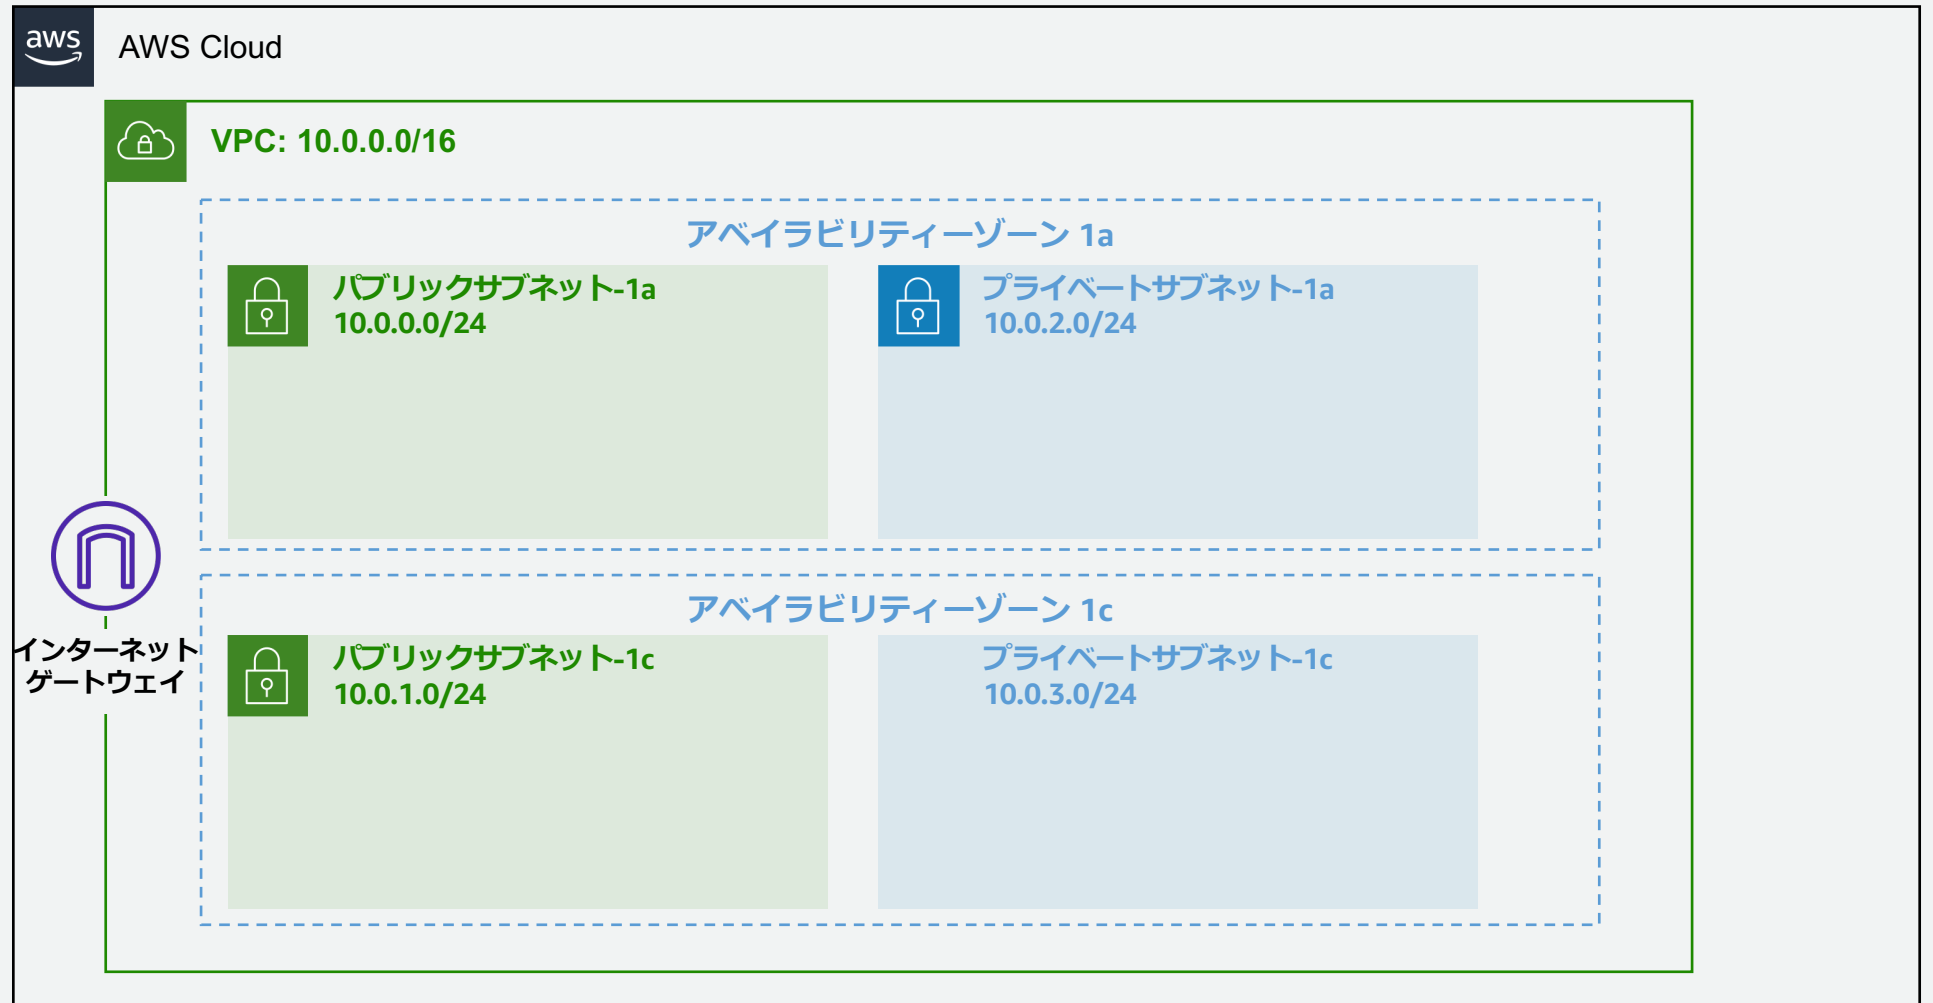 aws
AWS Cloud
VPC: 10.0.0.0/16
アベイラビリティーゾーン 1a
パブリックサブネット-1a
10.0.0.0/24
プライベートサブネット-1a
10.0.2.0/24
インターネット
ゲートウェイ
アベイラビリティーゾーン 1c
パブリックサブネット-1c
10.0.1.0/24
プライベートサブネット-1c
10.0.3.0/24